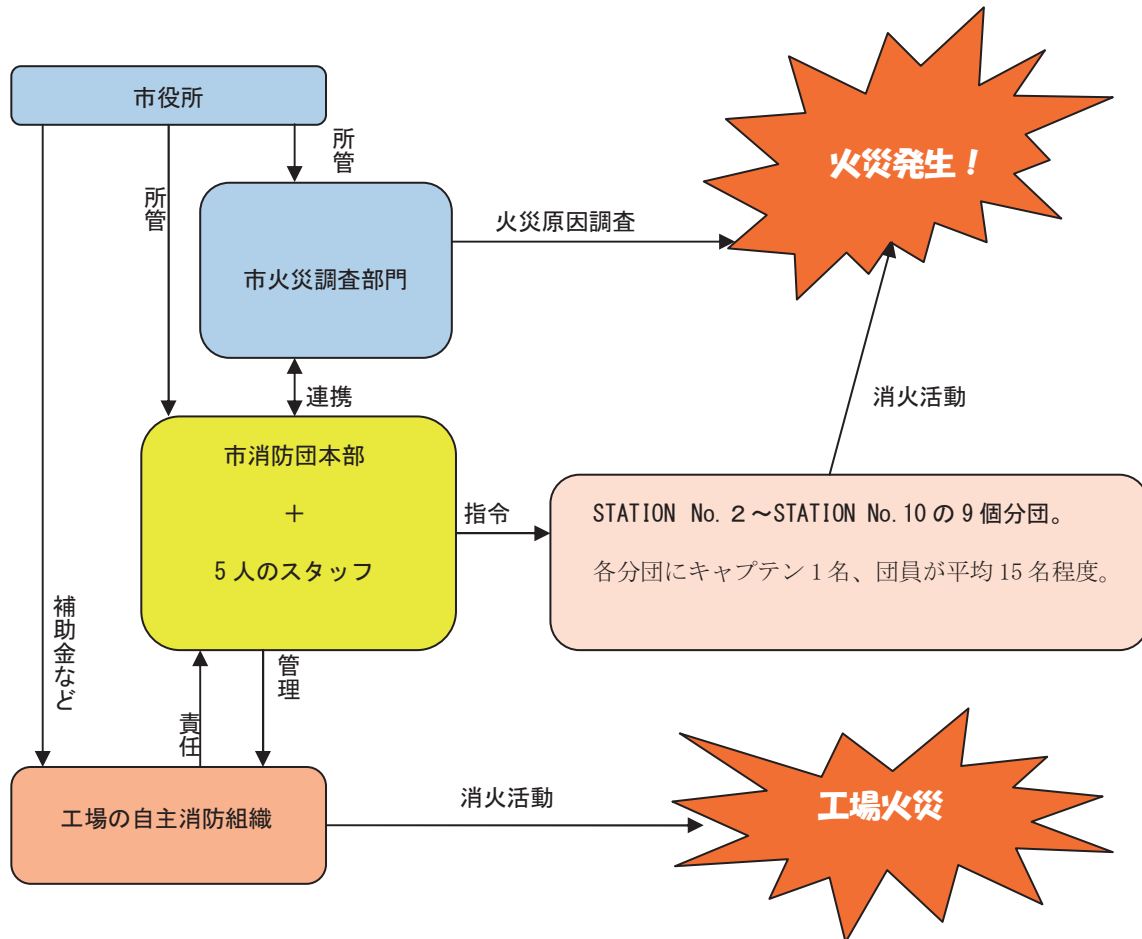 市役所
火災発生！
所管
所管
火災原因調査
市火災調査部門
連携
消火活動
市消防団本部
＋
5 人のスタッフ
指令
STATION No. 2～STATION No. 10 の 9 個分団。
各分団にキャプテン 1 名、団員が平均 15 名程度。
補助金など
責任
管理
工場の自主消防組織
消火活動
工場火災